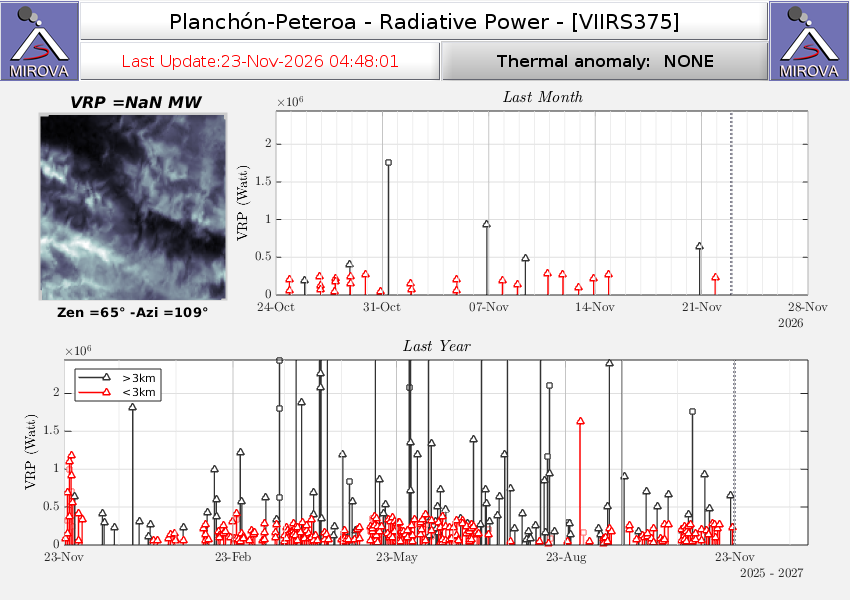 Planchón-Peteroa - Radiative Power - [VIIRS375]
MIROVA
Last Update:23-Nov-2026 04:48:01
Thermal anomaly: NONE
MIROVA
VRP =NaN MW
Zen =65° -Azi =109°
Last Month
×10⁶
VRP (Watt)
2
1.5
1
0.5
0
24-Oct 31-Oct 07-Nov 14-Nov 21-Nov 28-Nov
2026
Last Year
×10⁶
VRP (Watt)
>3km
<3km
2
1.5
1
0.5
0
23-Nov 23-Feb 23-May 23-Aug 23-Nov
2025 - 2027